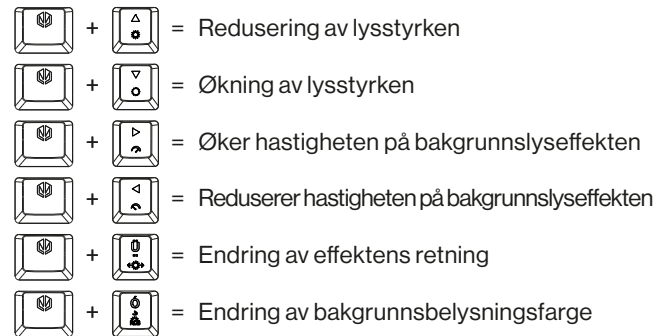 + = Redusering av lysstyrken
+ = Økning av lysstyrken
+ = Øker hastigheten på bakgrunnslyseffekten
+ = Reduserer hastigheten på bakgrunnslyseffekten
+ = Endring av effektens retning
+ = Endring av bakgrunnsbelysningsfarge